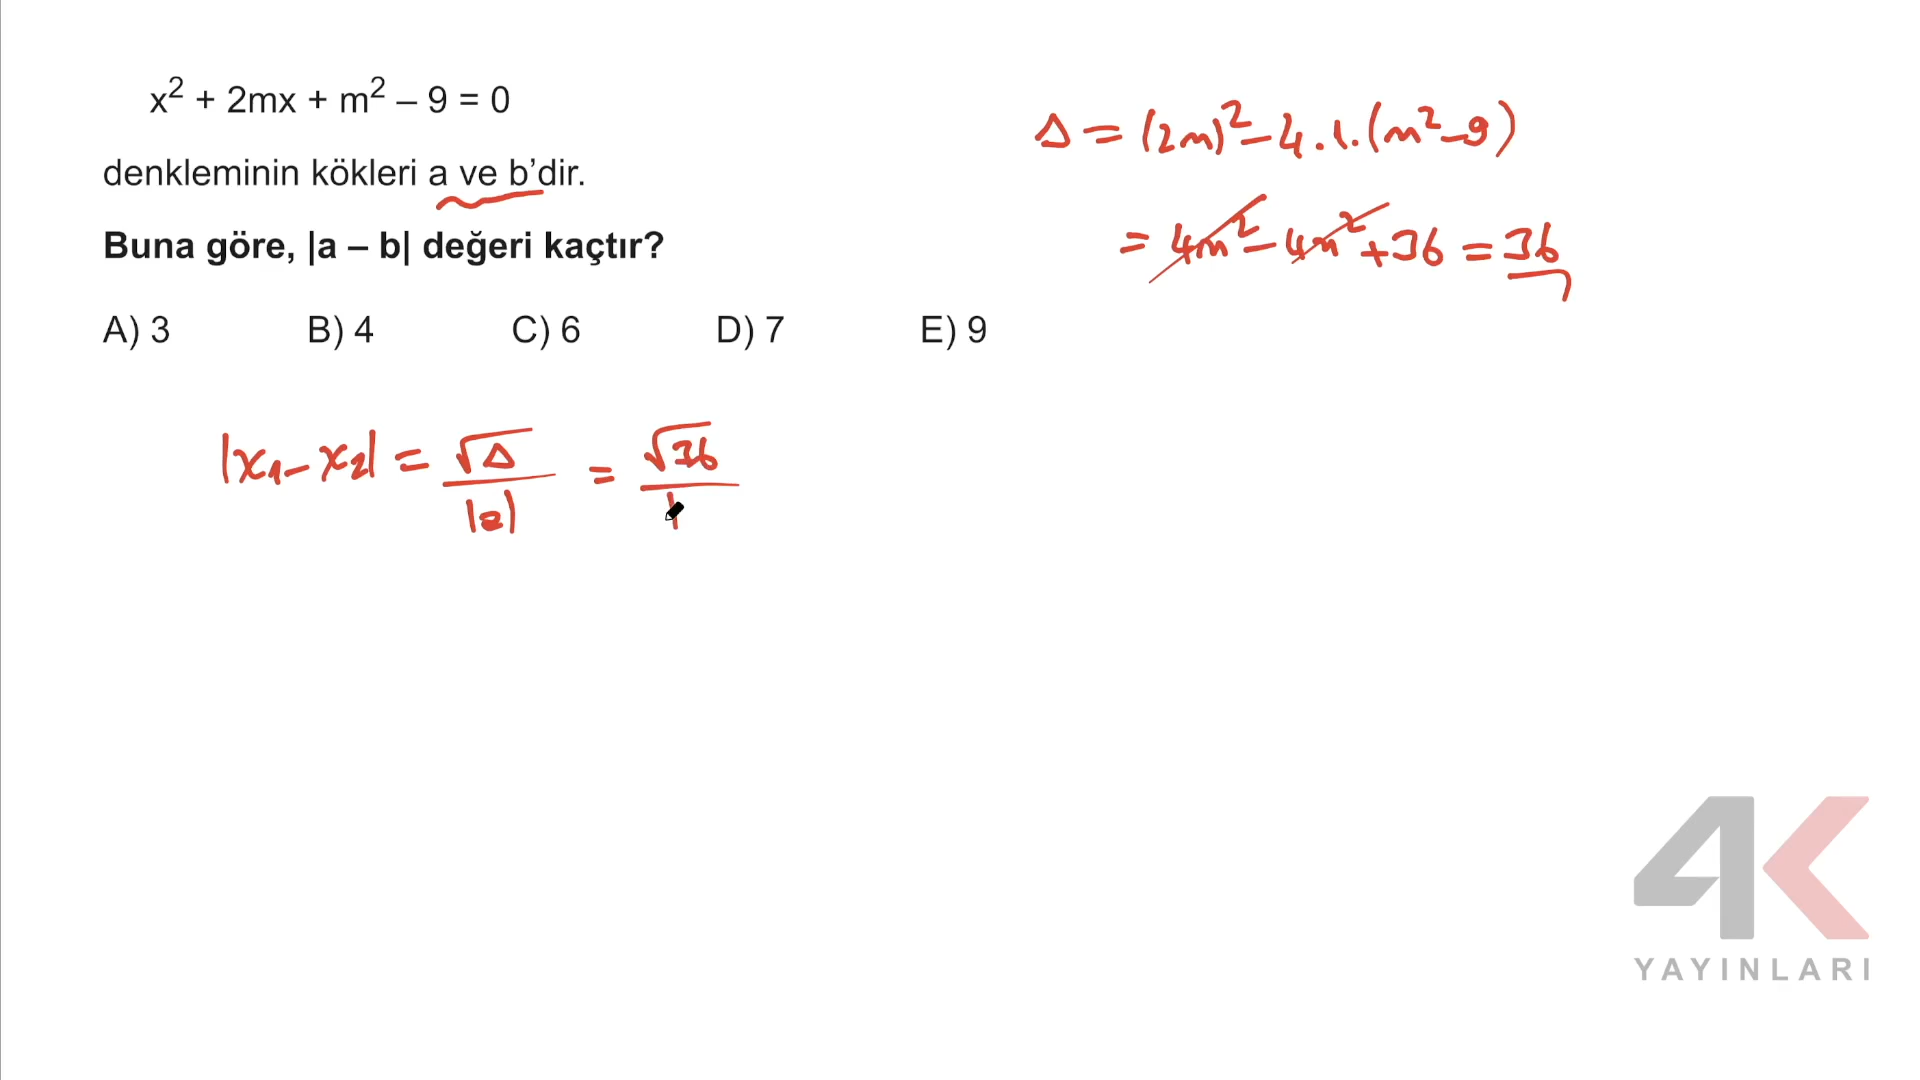 x² + 2mx + m² – 9 = 0
denkleminin kökleri a ve b’dir.
Buna göre, |a – b| değeri kaçtır?
A) 3 B) 4 C) 6 D) 7 E) 9
Δ = (2m)² – 4.1.(m² – 9)
= 4m² – 4m² + 36 = 36
|x₁ – x₂| = √Δ / |a| = √36 / 1
4K
YAYINLARI